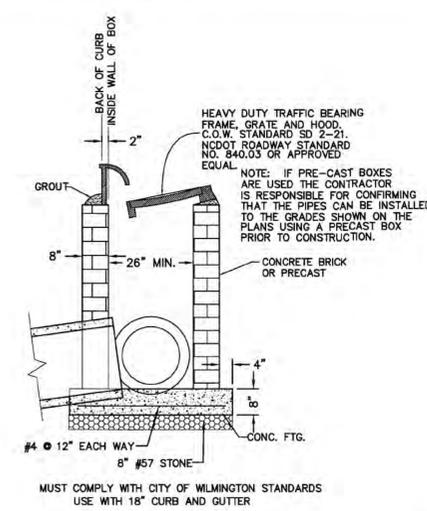 BACK OF CURB
INSIDE WALL OF BOX
2"
HEAVY DUTY TRAFFIC BEARING
FRAME, GRATE AND HOOD.
C.O.W. STANDARD SD 2-21.
NCDOT ROADWAY STANDARD
NO. 840.03 OR APPROVED
EQUAL
NOTE: IF PRE-CAST BOXES
ARE USED THE CONTRACTOR
IS RESPONSIBLE FOR CONFIRMING
THAT THE PIPES CAN BE INSTALLED
TO THE GRADES SHOWN ON THE
PLANS USING A PRECAST BOX
PRIOR TO CONSTRUCTION.
GROUT
8"
26" MIN.
CONCRETE BRICK
OR PRECAST
4"
8"
CONC. FTG.
#4 @ 12" EACH WAY
8" #57 STONE
MUST COMPLY WITH CITY OF WILMINGTON STANDARDS
USE WITH 18" CURB AND GUTTER